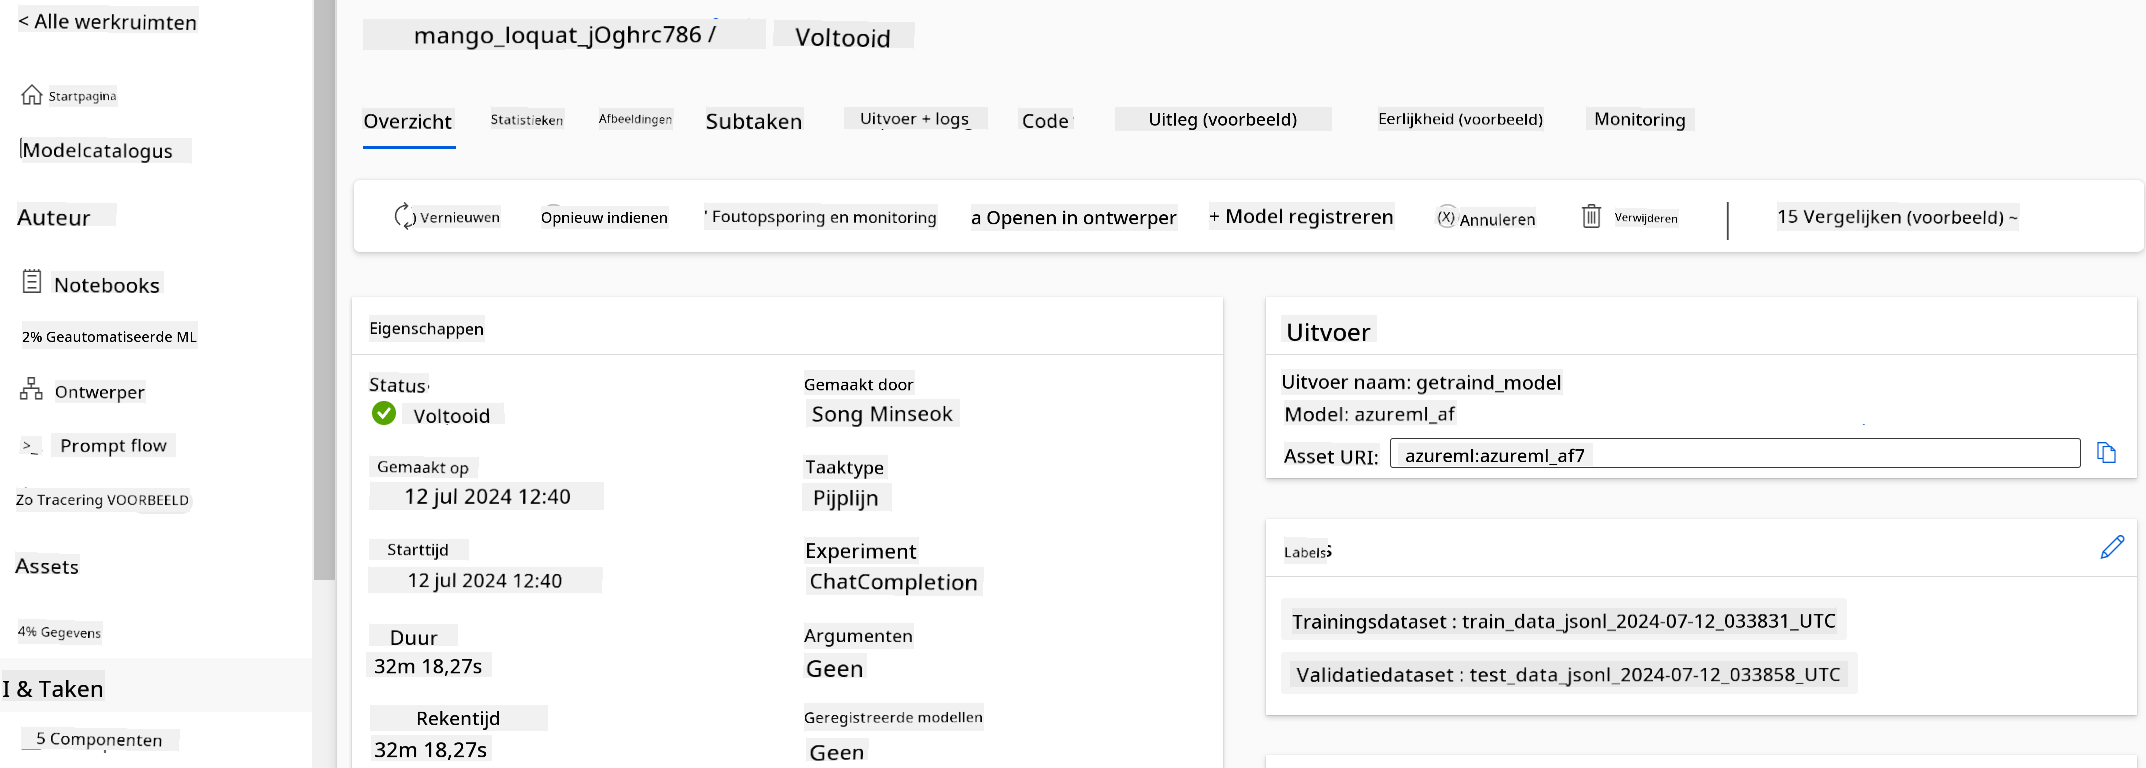 < Alle werkruimten
Startpagina
Modelcatalogus
Auteur
Notebooks
2% Geautomatiseerde ML
Ontwerper
>_ Prompt flow
Zo Tracering VOORBEELD
Assets
4% Gegevens
I & Taken
5 Componenten
mango_loquat_jOghrc786 / Voltooid
Overzicht Statistieken Afbeeldingen Subtaken Uitvoer + logs Code Uitleg (voorbeeld) Eerlijkheid (voorbeeld) Monitoring
Vernieuwen Opnieuw indienen ' Foutopsporing en monitoring a Openen in ontwerper + Model registreren (X) Annuleren Verwijderen 15 Vergelijken (voorbeeld) ~
Eigenschappen
Status
Voltooid
Gemaakt op
12 jul 2024 12:40
Starttijd
12 jul 2024 12:40
Duur
32m 18,27s
Rekentijd
32m 18,27s
Gemaakt door
Song Minseok
Taaktype
Pijplijn
Experiment
ChatCompletion
Argumenten
Geen
Geregistreerde modellen
Geen
Uitvoer
Uitvoer naam: getraind_model
Model: azureml_af
Asset URI: azureml:azureml_af7
Labels
Trainingsdataset : train_data_jsonl_2024-07-12_033831_UTC
Validatiedataset : test_data_jsonl_2024-07-12_033858_UTC